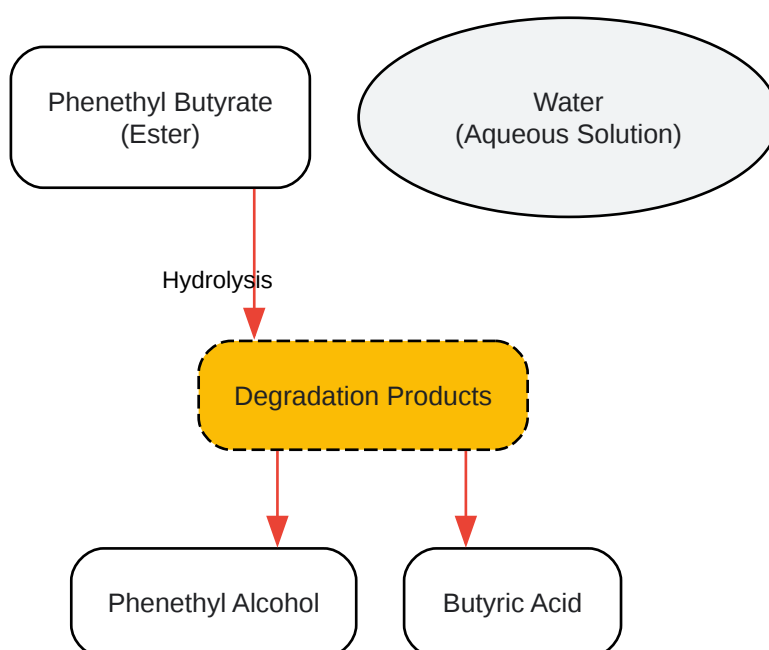 Phenethyl Butyrate
(Ester)
Water
(Aqueous Solution)
Hydrolysis
Degradation Products
Phenethyl Alcohol
Butyric Acid